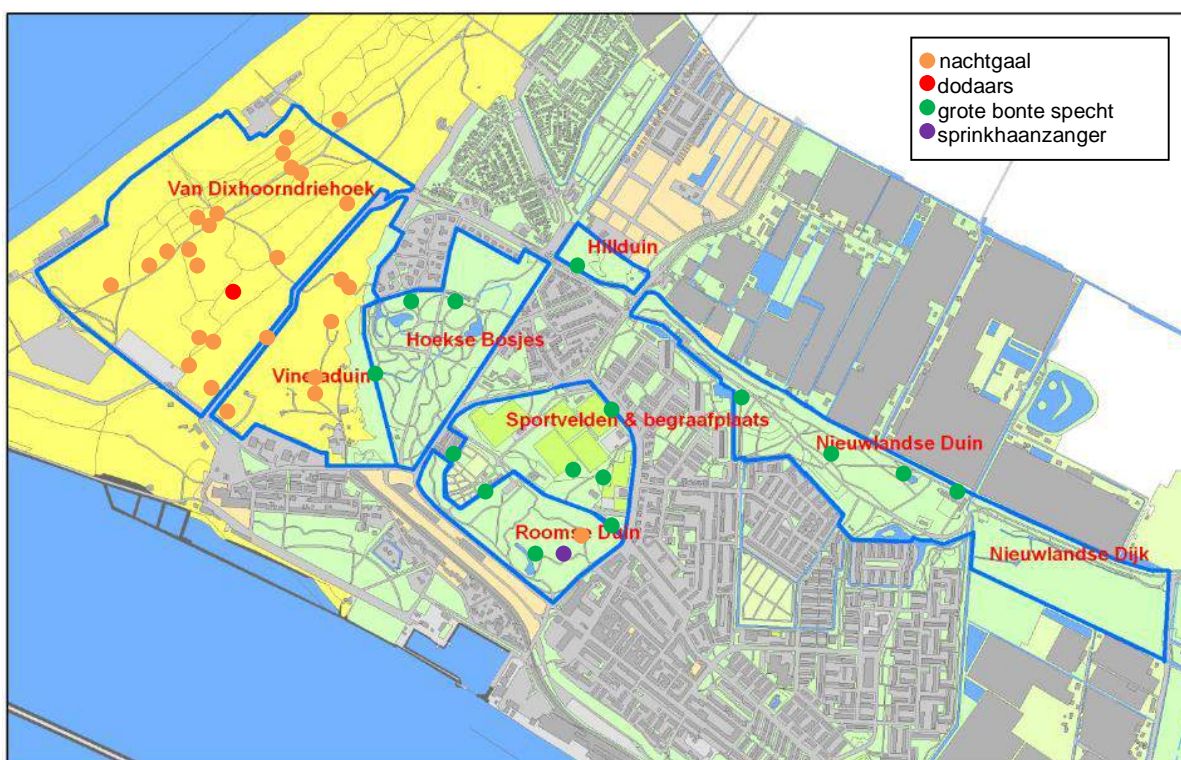 nachtgaal
dodaars
grote bonte specht
sprinkhaanzanger
Van Dixhoorndriehoek
Hillduin
Hoekse Bosjes
Vinetaduin
Sportvelden & begraafplaats
Nieuwlandse Duin
Roomse Duin
Nieuwlandse Dijk